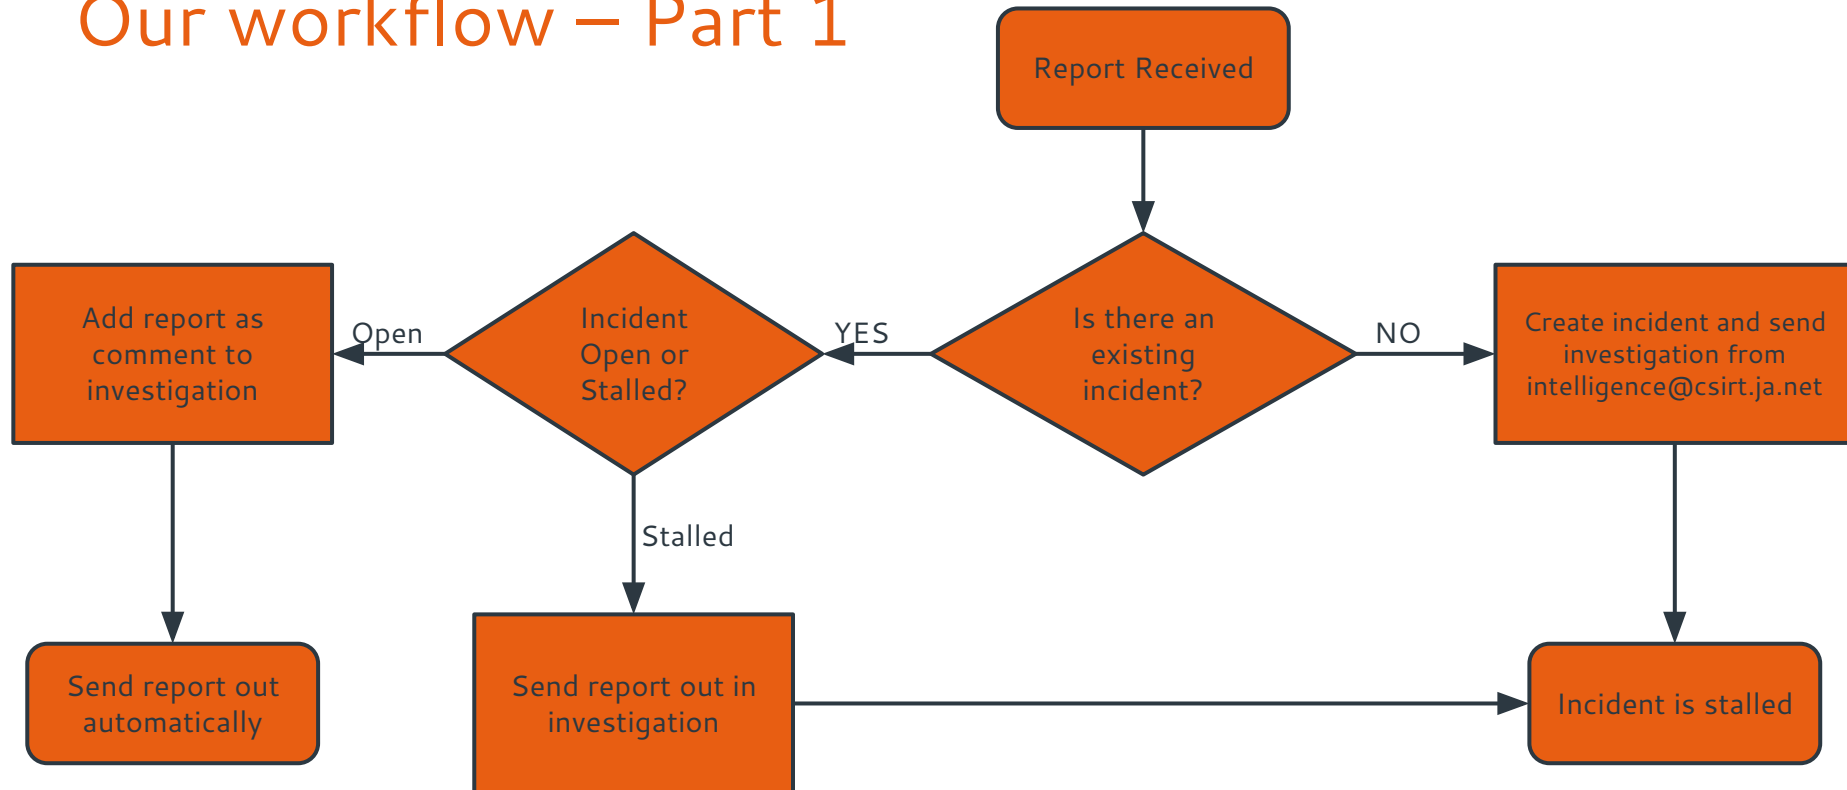 Our workflow – Part 1
Report Received
Add report as
comment to
investigation
Open
Incident
Open or
Stalled?
YES
Is there an
existing
incident?
NO
Create incident and send
investigation from
intelligence@csirt.ja.net
Stalled
Send report out
automatically
Send report out in
investigation
Incident is stalled